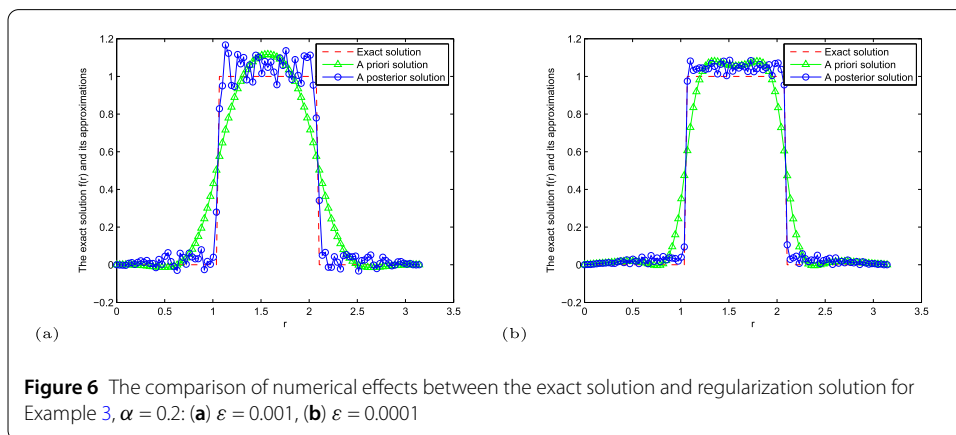 The exact solution f(r) and its approximations
1.2
1
0.8
0.6
0.4
0.2
0
−0.2
0 0.5 1 1.5 2 2.5 3 3.5
r
Exact solution
A priori solution
A posterior solution
(a)
The exact solution f(r) and its approximations
1.2
1
0.8
0.6
0.4
0.2
0
−0.2
0 0.5 1 1.5 2 2.5 3 3.5
r
Exact solution
A priori solution
A posterior solution
(b)
Figure 6 The comparison of numerical effects between the exact solution and regularization solution for
Example 3, α = 0.2: (a) ε = 0.001, (b) ε = 0.0001